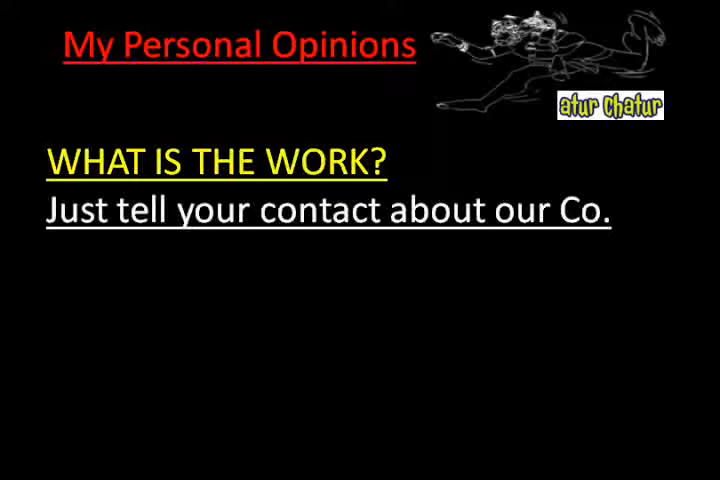 My Personal Opinions
atur Chatur
WHAT IS THE WORK?
Just tell your contact about our Co.